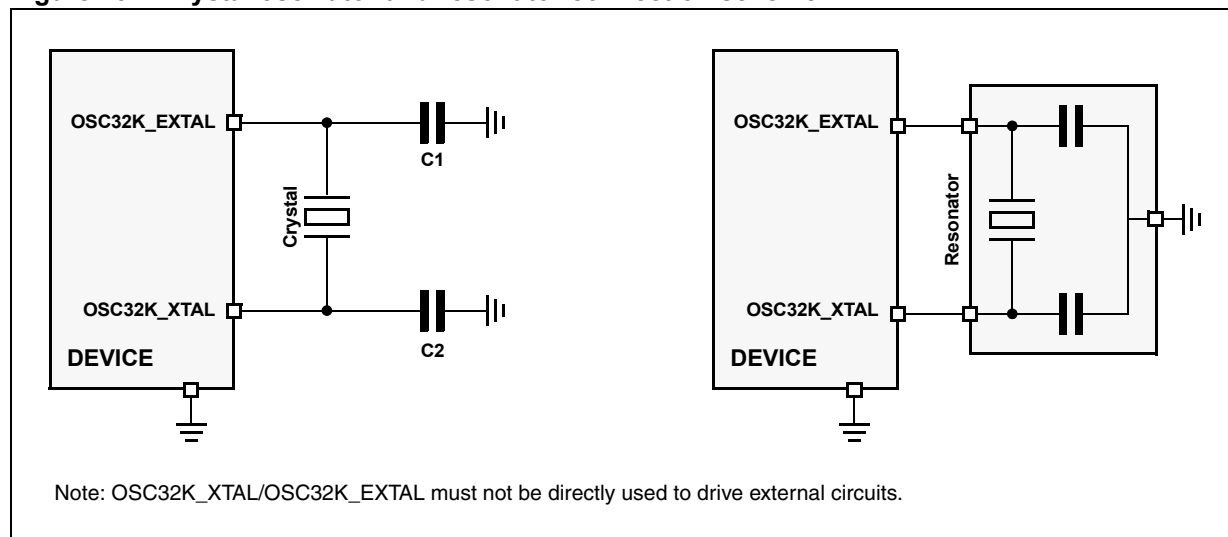 OSC32K_EXTAL
C1
Crystal
OSC32K_XTAL
C2
DEVICE
OSC32K_EXTAL
Resonator
OSC32K_XTAL
DEVICE
Note: OSC32K_XTAL/OSC32K_EXTAL must not be directly used to drive external circuits.